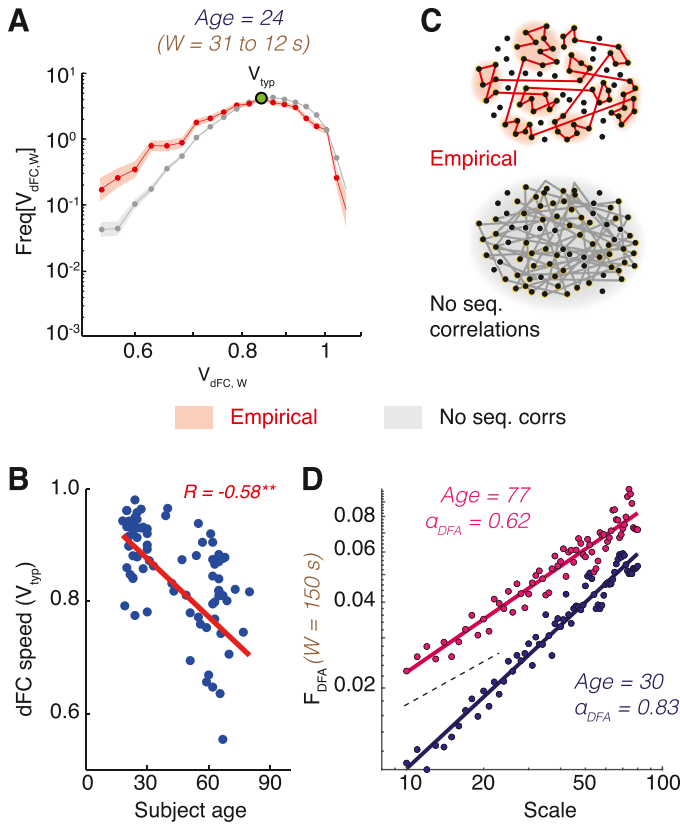 A
Age = 24
(W = 31 to 12 s)
V_typ
Freq[V_dFC,W]
10^1
10^0
10^-1
10^-2
10^-3
0.6
0.8
1
V_dFC, W
C
Empirical
No seq.
correlations
Empirical
No seq. corrs
B
R = -0.58**
dFC speed (V_typ)
1.0
0.8
0.6
0
30
60
90
Subject age
D
Age = 77
α_DFA = 0.62
F_DFA (W = 150 s)
0.08
0.06
0.04
0.02
Age = 30
α_DFA = 0.83
10
20
50
100
Scale